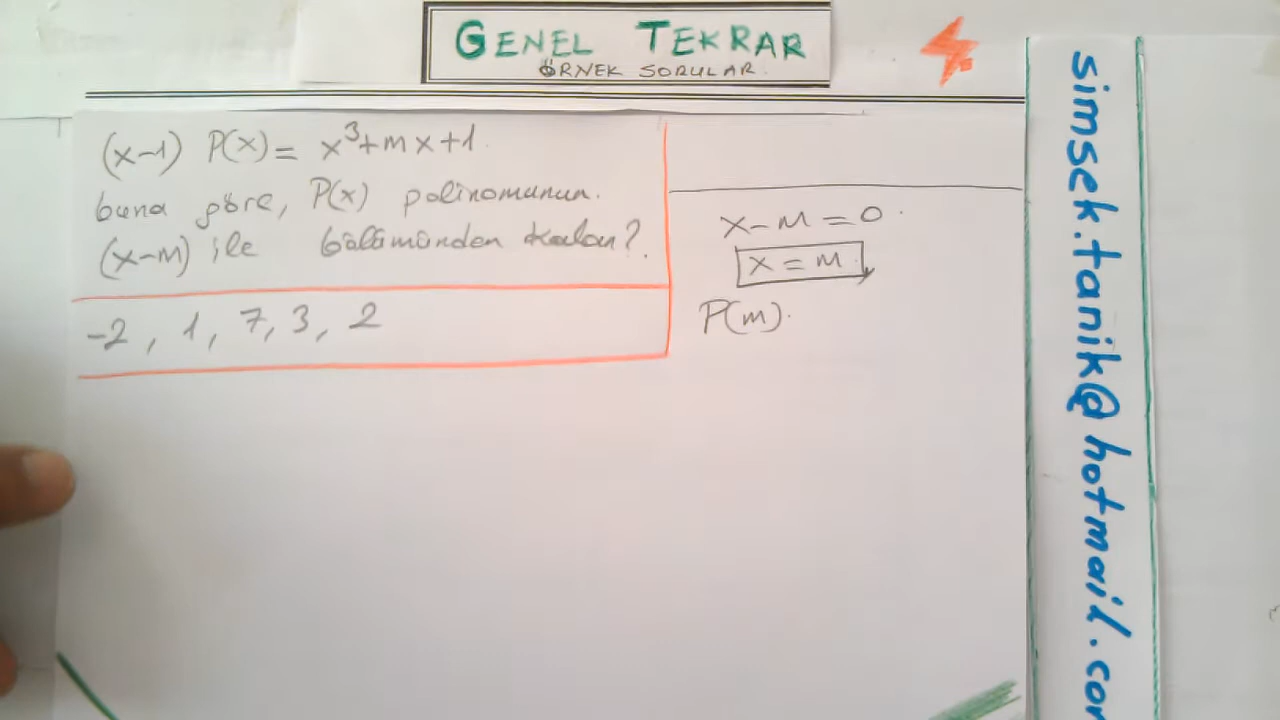 GENEL TEKRAR
ÖRNEK SORULAR
(x-1) P(x) = x³+mx+1.
buna göre, P(x) polinomunun.
(x-m) ile bölümünden kalan?
-2, 1, 7, 3, 2
x-m=0
x=m
P(m).
simsek.tanik@hotmail.com